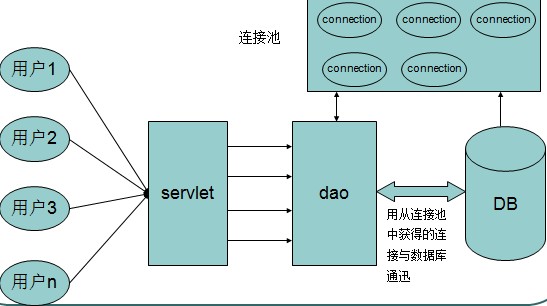 connection
connection
connection
连接池
connection
connection
用户1
用户2
servlet
dao
DB
用户3
用从连接池
中获得的连
接与数据库
通迅
用户n